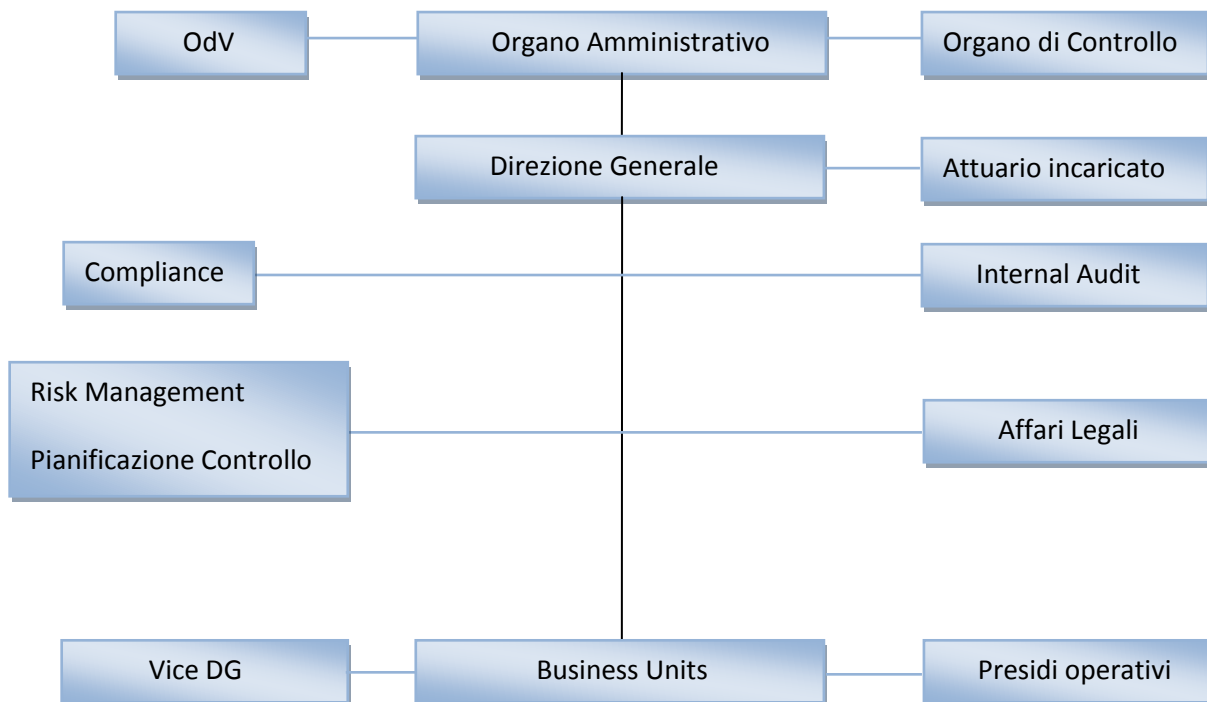 OdV
Organo Amministrativo
Organo di Controllo
Direzione Generale
Attuario incaricato
Compliance
Internal Audit
Risk Management
Pianificazione Controllo
Affari Legali
Vice DG
Business Units
Presidi operativi